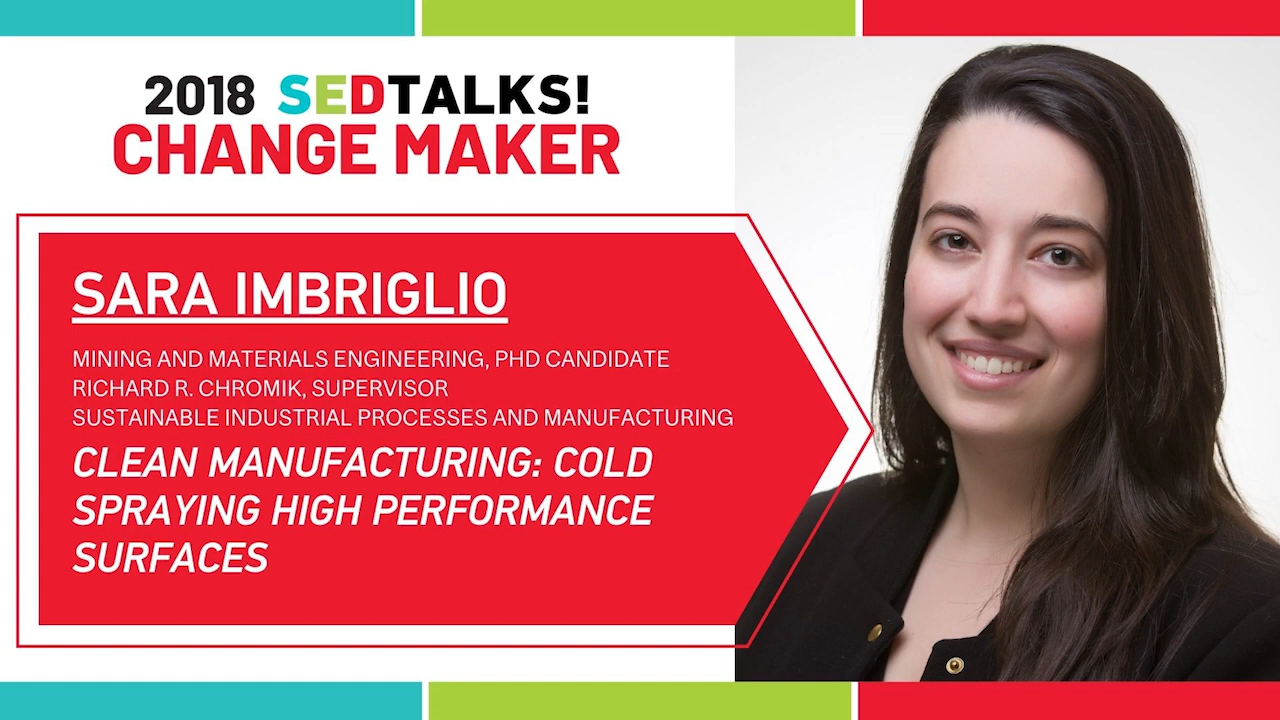 2018 SEDTALKS!
CHANGE MAKER
SARA IMBRIGLIO
MINING AND MATERIALS ENGINEERING, PHD CANDIDATE
RICHARD R. CHROMIK, SUPERVISOR
SUSTAINABLE INDUSTRIAL PROCESSES AND MANUFACTURING
CLEAN MANUFACTURING: COLD
SPRAYING HIGH PERFORMANCE
SURFACES